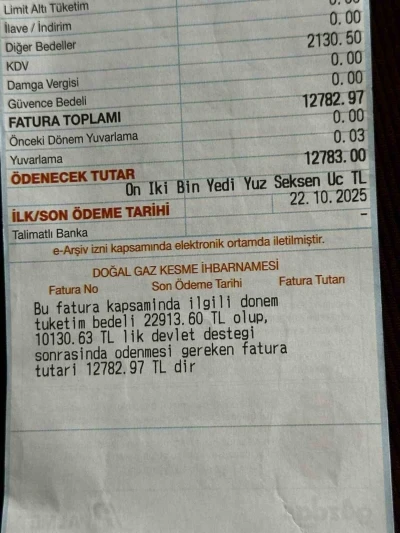 Limit Altı Tüketim
İlave / İndirim 0.00
Diğer Bedeller 2130.50
KDV 0.00
Damga Vergisi 0.00
Güvence Bedeli 12782.97
FATURA TOPLAMI 0.00
Önceki Dönem Yuvarlama 0.03
Yuvarlama 12783.00
ÖDENECEK TUTAR
On Iki Bin Yedi Yuz Seksen Uc TL
İLK/SON ÖDEME TARİHİ 22.10.2025
Talimatlı Banka –
e-Arşiv izni kapsamında elektronik ortamda iletilmiştir.
DOĞAL GAZ KESME İHBARNAMESİ
Fatura No Son Ödeme Tarihi Fatura Tutarı
Bu fatura kapsaminda ilgili donem
tuketim bedeli 22913.60 TL olup,
10130.63 TL lik devlet destegi
sonrasinda odenmesi gereken fatura
tutari 12782.97 TL dir